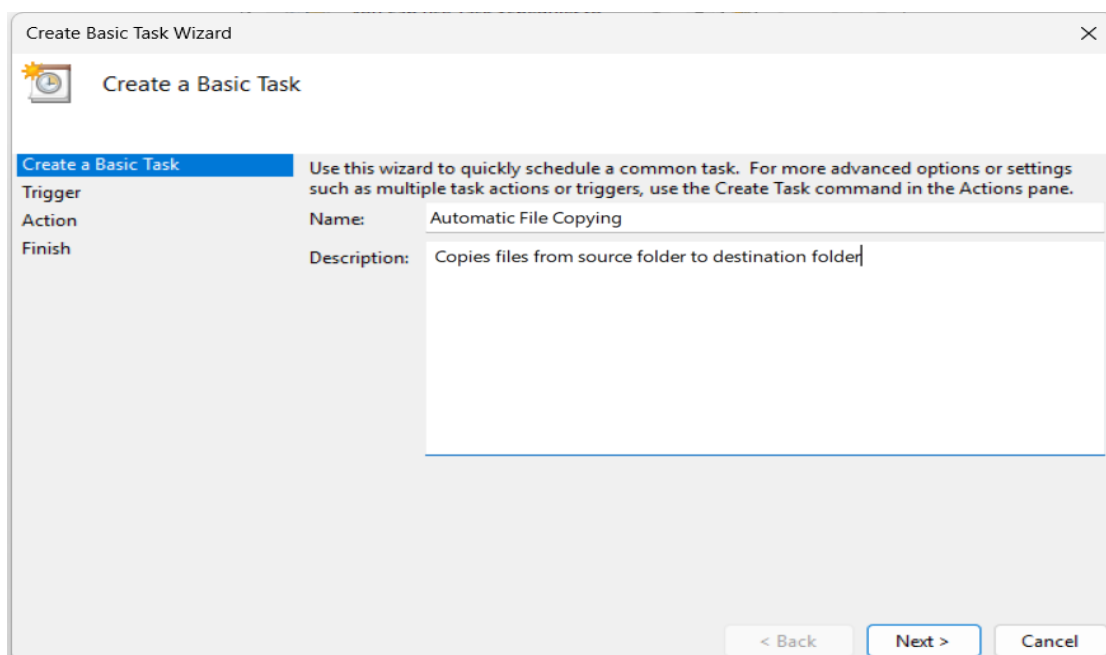 Create Basic Task Wizard
Create a Basic Task
Create a Basic Task
Trigger
Action
Finish
Use this wizard to quickly schedule a common task.  For more advanced options or settings
such as multiple task actions or triggers, use the Create Task command in the Actions pane.
Name: Automatic File Copying
Description: Copies files from source folder to destination folder
< Back Next > Cancel